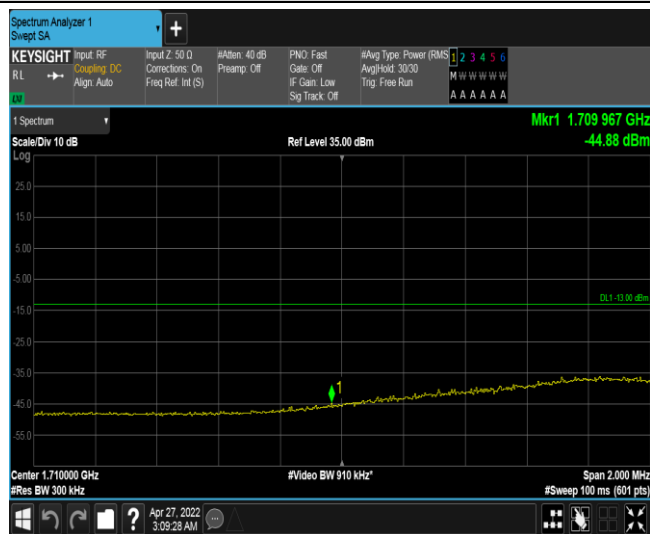 Spectrum Analyzer 1
Swept SA
+
KEYSIGHT Input: RF Input Z: 50 Ω #Atten: 40 dB PNO: Fast #Avg Type: Power (RMS 1 2 3 4 5 6
RL Coupling: DC Corrections: On Preamp: Off Gate: Off Avg|Hold: 30/30 M W W W W W
Align: Auto Freq Ref: Int (S) IF Gain: Low Trig: Free Run
Sig Track: Off A A A A A A
1 Spectrum Mkr1 1.709 967 GHz
Scale/Div 10 dB Ref Level 35.00 dBm -44.88 dBm
Log
25.0
15.0
5.00
-5.00
DL1 -13.00 dBm
-15.0
-25.0
-35.0
1
-45.0
-55.0
Center 1.710000 GHz #Video BW 910 kHz* Span 2.000 MHz
#Res BW 300 kHz #Sweep 100 ms (601 pts)
? Apr 27, 2022
3:09:28 AM